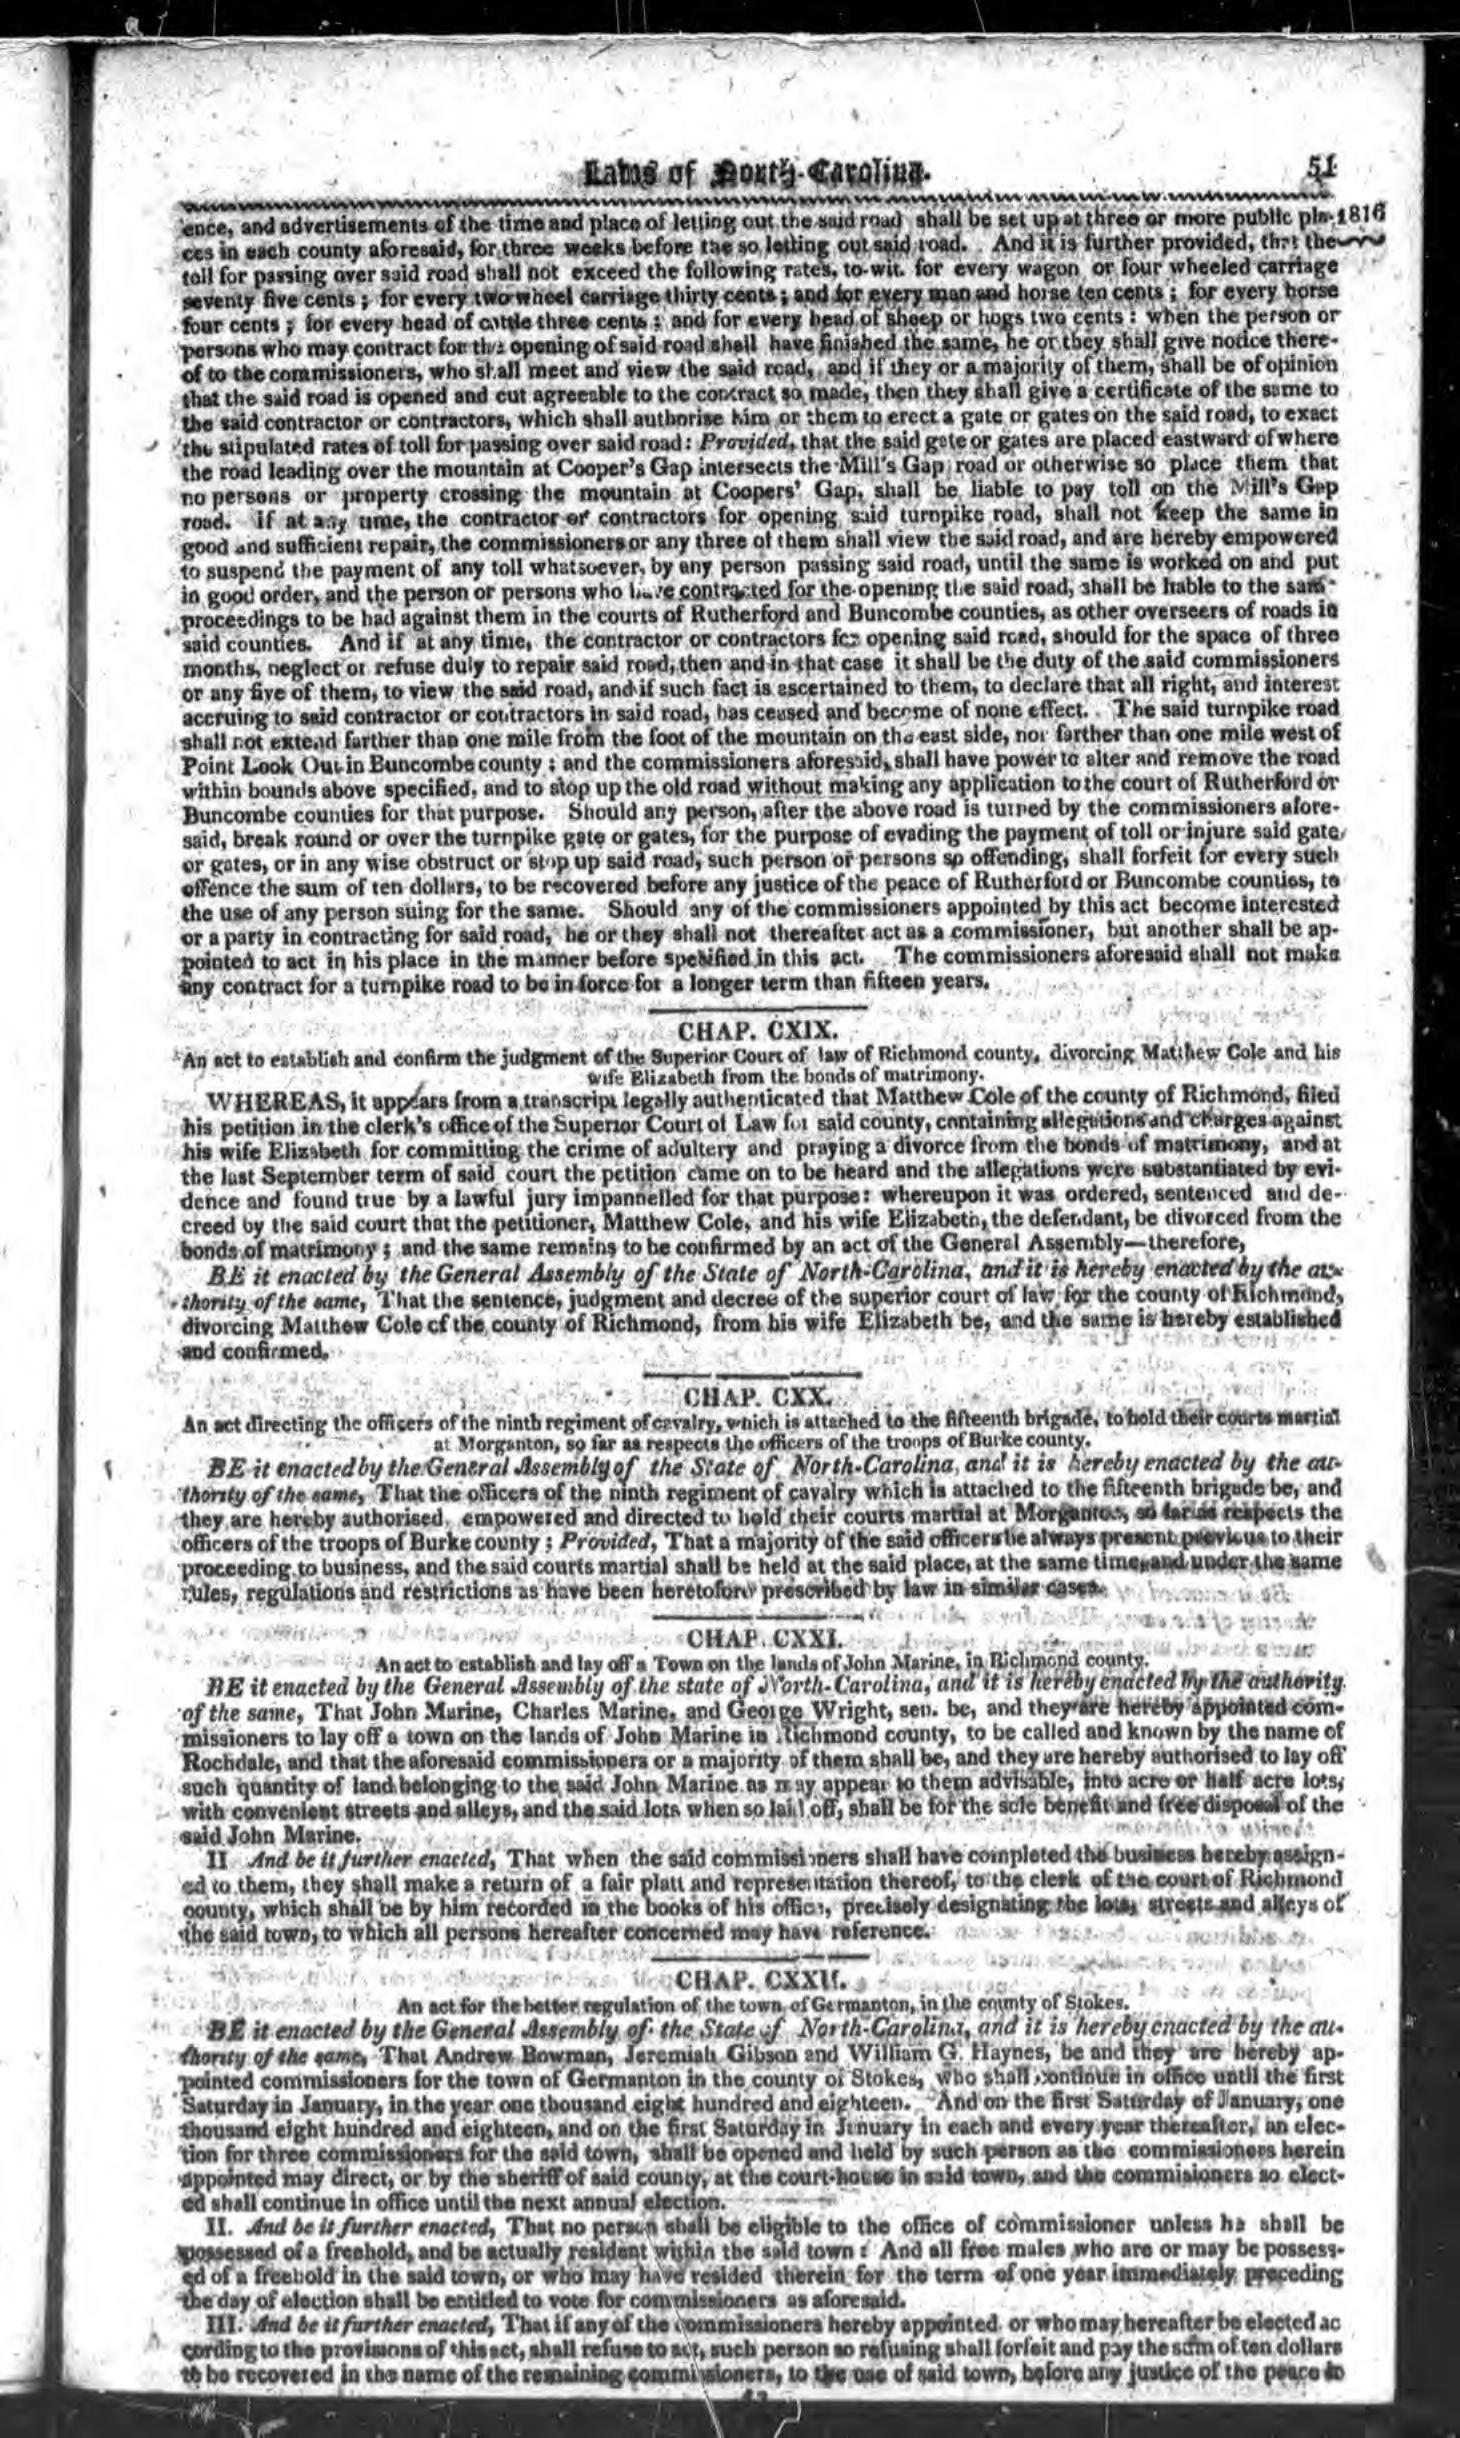 Laws of North-Carolina. 51
1816
ence, and advertisements of the time and place of letting out the said road shall be set up at three or more public pla-
ces in each county aforesaid, for three weeks before the so letting out said road. And it is further provided, that the
toll for passing over said road shall not exceed the following rates, to-wit. for every wagon or four wheeled carriage
seventy five cents; for every two wheel carriage thirty cents; and for every man and horse ten cents; for every horse
four cents; for every head of cattle three cents; and for every head of sheep or hogs two cents: when the person or
persons who may contract for the opening of said road shall have finished the same, he or they shall give notice there-
of to the commissioners, who shall meet and view the said road, and if they or a majority of them, shall be of opinion
that the said road is opened and cut agreeable to the contract so made, then they shall give a certificate of the same to
the said contractor or contractors, which shall authorise him or them to erect a gate or gates on the said road, to exact
the stipulated rates of toll for passing over said road: Provided, that the said gate or gates are placed eastward of where
the road leading over the mountain at Cooper's Gap intersects the Mill's Gap road or otherwise so place them that
no persons or property crossing the mountain at Coopers' Gap, shall be liable to pay toll on the Mill's Gap
road. if at any time, the contractor or contractors for opening said turnpike road, shall not keep the same in
good and sufficient repair, the commissioners or any three of them shall view the said road, and are hereby empowered
to suspend the payment of any toll whatsoever, by any person passing said road, until the same is worked on and put
in good order, and the person or persons who have contracted for the opening the said road, shall be liable to the same
proceedings to be had against them in the courts of Rutherford and Buncombe counties, as other overseers of roads in
said counties. And if at any time, the contractor or contractors for opening said road, should for the space of three
months, neglect or refuse duly to repair said road, then and in that case it shall be the duty of the said commissioners
or any five of them, to view the said road, and if such fact is ascertained to them, to declare that all right, and interest
accruing to said contractor or contractors in said road, has ceased and become of none effect. The said turnpike road
shall not extend farther than one mile from the foot of the mountain on the east side, nor farther than one mile west of
Point Look Out in Buncombe county; and the commissioners aforesaid, shall have power to alter and remove the road
within bounds above specified, and to stop up the old road without making any application to the court of Rutherford or
Buncombe counties for that purpose. Should any person, after the above road is turned by the commissioners afore-
said, break round or over the turnpike gate or gates, for the purpose of evading the payment of toll or injure said gate
or gates, or in any wise obstruct or stop up said road, such person or persons so offending, shall forfeit for every such
offence the sum of ten dollars, to be recovered before any justice of the peace of Rutherford or Buncombe counties, to
the use of any person suing for the same. Should any of the commissioners appointed by this act become interested
or a party in contracting for said road, he or they shall not thereafter act as a commissioner, but another shall be ap-
pointed to act in his place in the manner before specified in this act. The commissioners aforesaid shall not make
any contract for a turnpike road to be in force for a longer term than fifteen years.
CHAP. CXIX.
An act to establish and confirm the judgment of the Superior Court of law of Richmond county, divorcing Matthew Cole and his
wife Elizabeth from the bonds of matrimony.
WHEREAS, it appears from a transcript legally authenticated that Matthew Cole of the county of Richmond, filed
his petition in the clerk's office of the Superior Court of Law for said county, containing allegations and charges against
his wife Elizabeth for committing the crime of adultery and praying a divorce from the bonds of matrimony, and at
the last September term of said court the petition came on to be heard and the allegations were substantiated by evi-
dence and found true by a lawful jury impannelled for that purpose: whereupon it was ordered, sentenced and de-
creed by the said court that the petitioner, Matthew Cole, and his wife Elizabeth, the defendant, be divorced from the
bonds of matrimony; and the same remains to be confirmed by an act of the General Assembly—therefore,
BE it enacted by the General Assembly of the State of North-Carolina, and it is hereby enacted by the au-
thority of the same, That the sentence, judgment and decree of the superior court of law for the county of Richmond,
divorcing Matthew Cole of the county of Richmond, from his wife Elizabeth be, and the same is hereby established
and confirmed.
CHAP. CXX.
An act directing the officers of the ninth regiment of cavalry, which is attached to the fifteenth brigade, to hold their courts martial
at Morganton, so far as respects the officers of the troops of Burke county.
BE it enacted by the General Assembly of the State of North-Carolina, and it is hereby enacted by the au-
thority of the same, That the officers of the ninth regiment of cavalry which is attached to the fifteenth brigade be, and
they are hereby authorised, empowered and directed to hold their courts martial at Morganton, so far as respects the
officers of the troops of Burke county; Provided, That a majority of the said officers be always present previous to their
proceeding to business, and the said courts martial shall be held at the said place, at the same time, and under the same
rules, regulations and restrictions as have been heretofore prescribed by law in similar cases.
CHAP. CXXI.
An act to establish and lay off a Town on the lands of John Marine, in Richmond county.
BE it enacted by the General Assembly of the state of North-Carolina, and it is hereby enacted by the authority
of the same, That John Marine, Charles Marine, and George Wright, sen. be, and they are hereby appointed com-
missioners to lay off a town on the lands of John Marine in Richmond county, to be called and known by the name of
Rochdale, and that the aforesaid commissioners or a majority of them shall be, and they are hereby authorised to lay off
such quantity of land belonging to the said John Marine as may appear to them advisable, into acre or half acre lots,
with convenient streets and alleys, and the said lots when so laid off, shall be for the sole benefit and free disposal of the
said John Marine.
II And be it further enacted, That when the said commissioners shall have completed the business hereby assign-
ed to them, they shall make a return of a fair platt and representation thereof, to the clerk of the court of Richmond
county, which shall be by him recorded in the books of his office, precisely designating the lots, streets and alleys of
the said town, to which all persons hereafter concerned may have reference.
CHAP. CXXII.
An act for the better regulation of the town of Germanton, in the county of Stokes.
BE it enacted by the General Assembly of the State of North-Carolina, and it is hereby enacted by the au-
thority of the same, That Andrew Bowman, Jeremiah Gibson and William G. Haynes, be and they are hereby ap-
pointed commissioners for the town of Germanton in the county of Stokes, who shall continue in office until the first
Saturday in January, in the year one thousand eight hundred and eighteen. And on the first Saturday of January, one
thousand eight hundred and eighteen, and on the first Saturday in January in each and every year thereafter, an elec-
tion for three commissioners for the said town, shall be opened and held by such person as the commissioners herein
appointed may direct, or by the sheriff of said county, at the court-house in said town, and the commisioners so elect-
ed shall continue in office until the next annual election.
II. And be it further enacted, That no person shall be eligible to the office of commissioner unless he shall be
possessed of a freehold, and be actually resident within the said town: And all free males who are or may be possess-
ed of a freehold in the said town, or who may have resided therein for the term of one year immediately preceding
the day of election shall be entitled to vote for commissioners as aforesaid.
III. And be it further enacted, That if any of the commissioners hereby appointed or who may hereafter be elected ac
cording to the provisions of this act, shall refuse to act, such person so refusing shall forfeit and pay the sum of ten dollars
to be recovered in the name of the remaining commissioners, to the use of said town, before any justice of the peace in